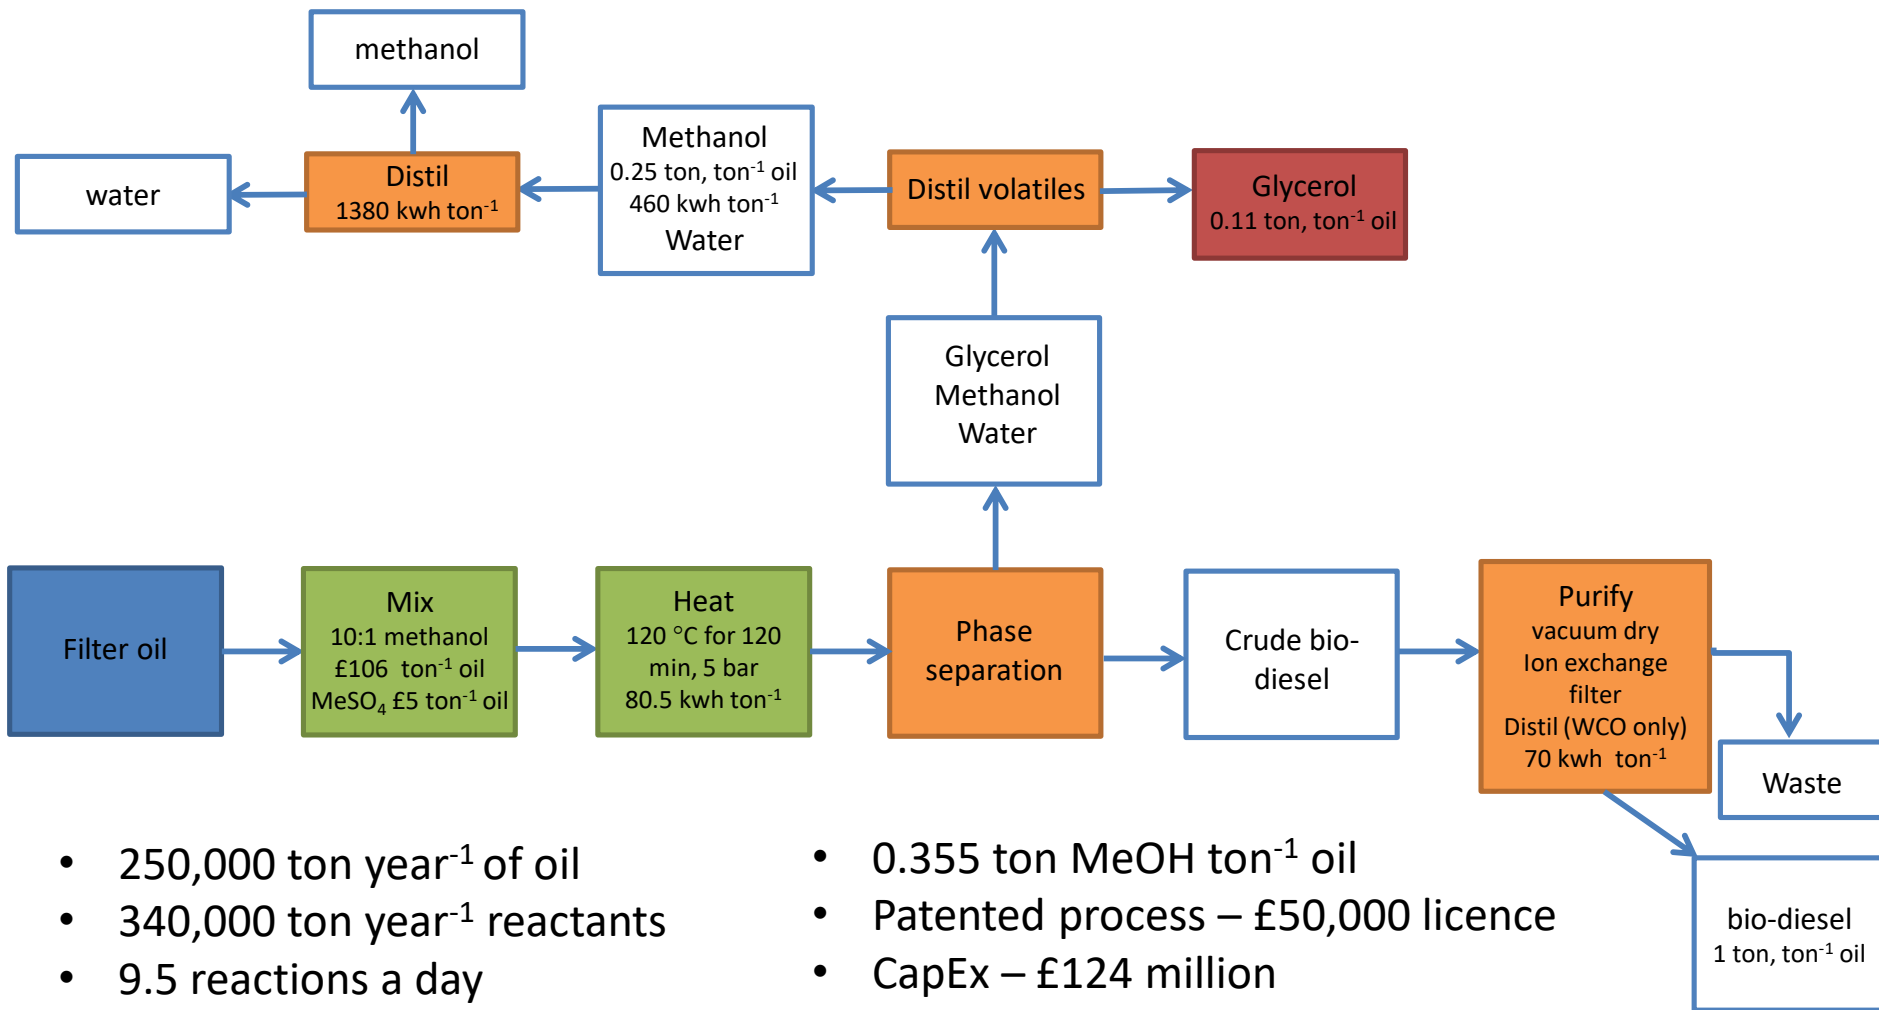 methanol
water
Distil
1380 kwh ton⁻¹
Methanol
0.25 ton, ton⁻¹ oil
460 kwh ton⁻¹
Water
Distil volatiles
Glycerol
0.11 ton, ton⁻¹ oil
Glycerol
Methanol
Water
Filter oil
Mix
10:1 methanol
£106 ton⁻¹ oil
MeSO₄ £5 ton⁻¹ oil
Heat
120 °C for 120
min, 5 bar
80.5 kwh ton⁻¹
Phase
separation
Crude bio-
diesel
Purify
vacuum dry
Ion exchange
filter
Distil (WCO only)
70 kwh ton⁻¹
Waste
bio-diesel
1 ton, ton⁻¹ oil
• 250,000 ton year⁻¹ of oil
• 340,000 ton year⁻¹ reactants
• 9.5 reactions a day
• 0.355 ton MeOH ton⁻¹ oil
• Patented process – £50,000 licence
• CapEx – £124 million